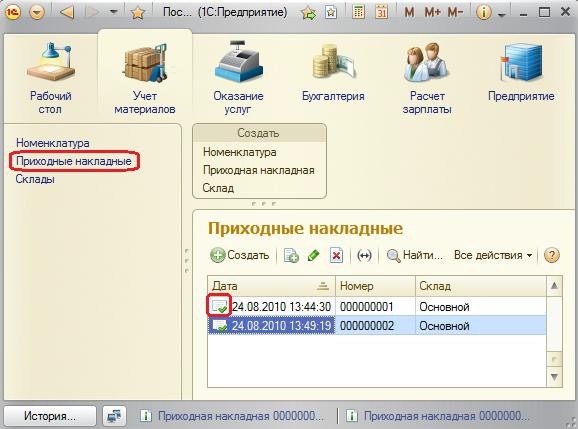 Пос... (1С:Предприятие)
M M+ M-
Рабочий стол
Учет материалов
Оказание услуг
Бухгалтерия
Расчет зарплаты
Предприятие
Номенклатура
Приходные накладные
Склады
Создать
Номенклатура
Приходная накладная
Склад
Приходные накладные
Создать Найти... Все действия
Дата Номер Склад
24.08.2010 13:44:30 000000001 Основной
24.08.2010 13:49:19 000000002 Основной
История... Приходная накладная 0000000... Приходная накладная 0000000...